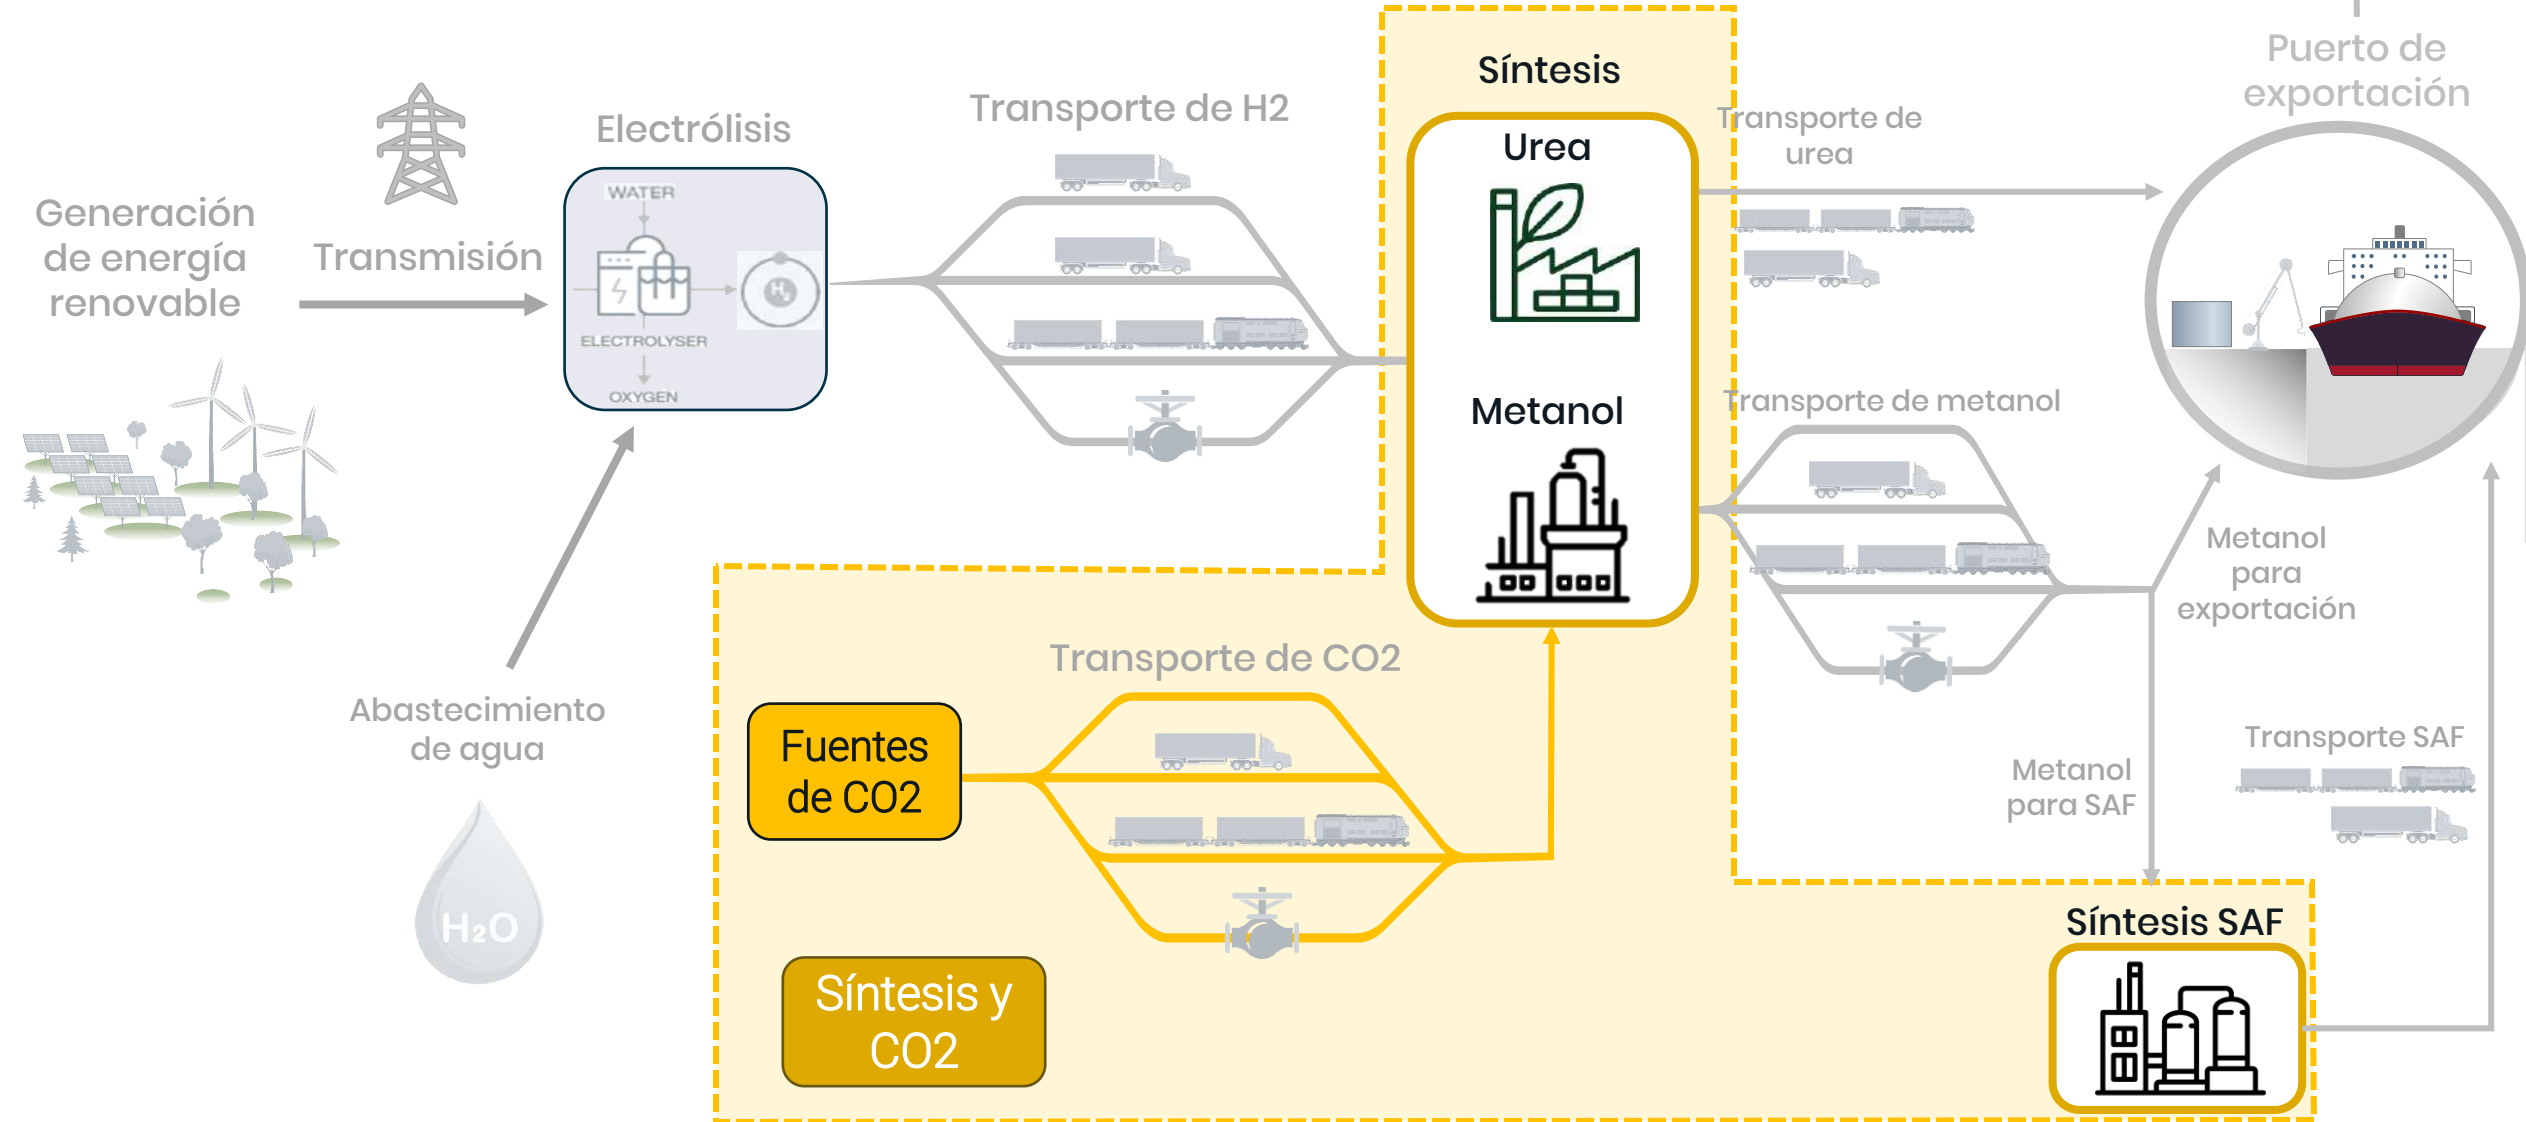 Generación
de energía
renovable
Transmisión
Electrólisis
WATER
H₂
ELECTROLYSER
OXYGEN
Abastecimiento
de agua
H₂O
Transporte de H2
Síntesis
Urea
Metanol
Transporte de
urea
Puerto de
exportación
Transporte de metanol
Metanol
para
exportación
Transporte de CO2
Fuentes
de CO2
Síntesis y
CO2
Metanol
para SAF
Transporte SAF
Síntesis SAF